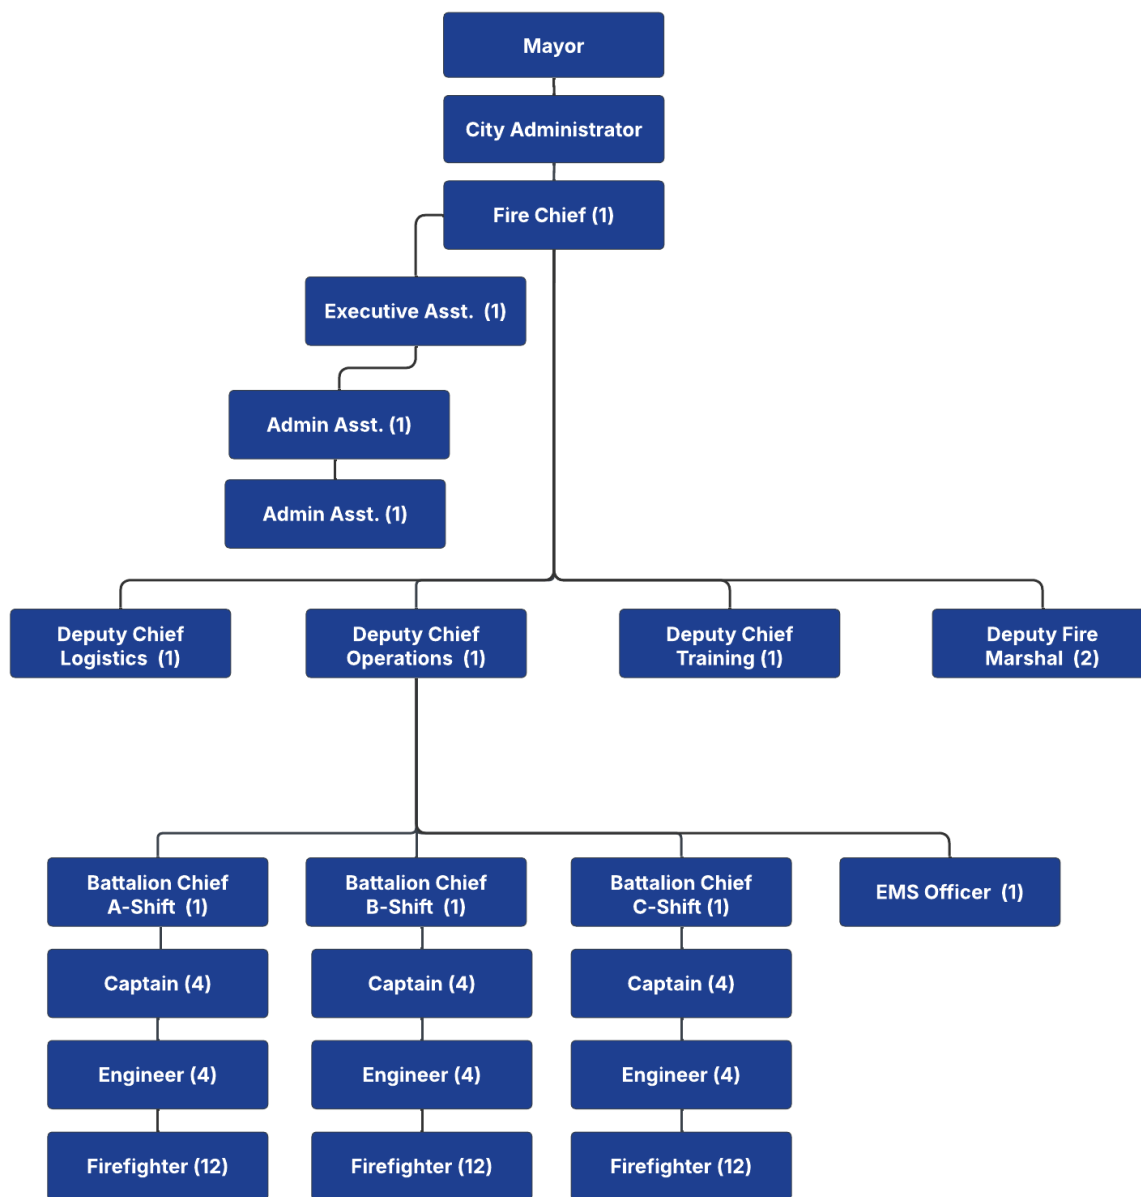 Mayor
City Administrator
Fire Chief (1)
Executive Asst.  (1)
Admin Asst. (1)
Admin Asst. (1)
Deputy Chief
Logistics  (1)
Deputy Chief
Operations  (1)
Deputy Chief
Training (1)
Deputy Fire
Marshal  (2)
Battalion Chief
A-Shift  (1)
Battalion Chief
B-Shift  (1)
Battalion Chief
C-Shift (1)
EMS Officer  (1)
Captain (4)
Captain (4)
Captain (4)
Engineer (4)
Engineer (4)
Engineer (4)
Firefighter (12)
Firefighter (12)
Firefighter (12)